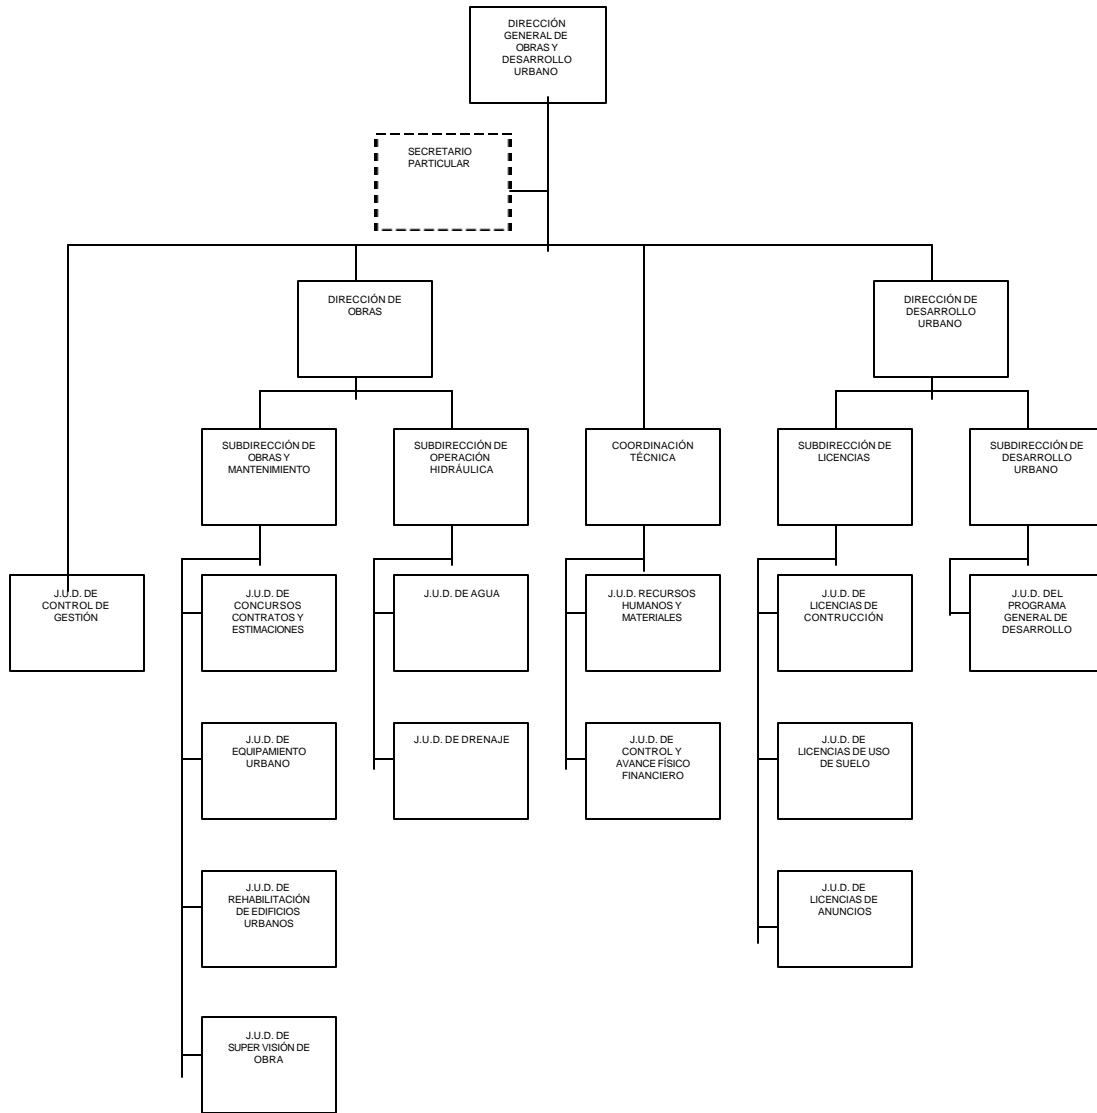 DIRECCIÓN
GENERAL DE
OBRAS Y
DESARROLLO
URBANO
SECRETARIO
PARTICULAR
DIRECCIÓN DE
OBRAS
DIRECCIÓN DE
DESARROLLO
URBANO
SUBDIRECCIÓN DE
OBRAS Y
MANTENIMIENTO
SUBDIRECCIÓN DE
OPERACIÓN
HIDRÁULICA
COORDINACIÓN
TÉCNICA
SUBDIRECCIÓN DE
LICENCIAS
SUBDIRECCIÓN DE
DESARROLLO
URBANO
J.U.D. DE
CONTROL DE
GESTIÓN
J.U.D. DE
CONCURSOS
CONTRATOS Y
ESTIMACIONES
J.U.D. DE AGUA
J.U.D. RECURSOS
HUMANOS Y
MATERIALES
J.U.D. DE
LICENCIAS DE
CONTRUCCIÓN
J.U.D. DEL
PROGRAMA
GENERAL DE
DESARROLLO
J.U.D. DE
EQUIPAMIENTO
URBANO
J.U.D. DE DRENAJE
J.U.D. DE
CONTROL Y
AVANCE FÍSICO
FINANCIERO
J.U.D. DE
LICENCIAS DE USO
DE SUELO
J.U.D. DE
REHABILITACIÓN
DE EDIFICIOS
URBANOS
J.U.D. DE
LICENCIAS DE
ANUNCIOS
J.U.D. DE
SUPER VISIÓN DE
OBRA